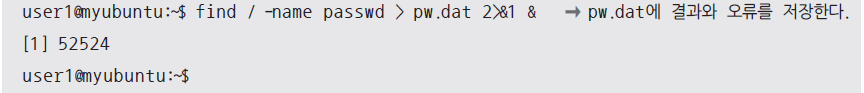 user1@myubuntu:~$ find / -name passwd > pw.dat 2>&1 & → pw.dat에 결과와 오류를 저장한다.
[1] 52524
user1@myubuntu:~$